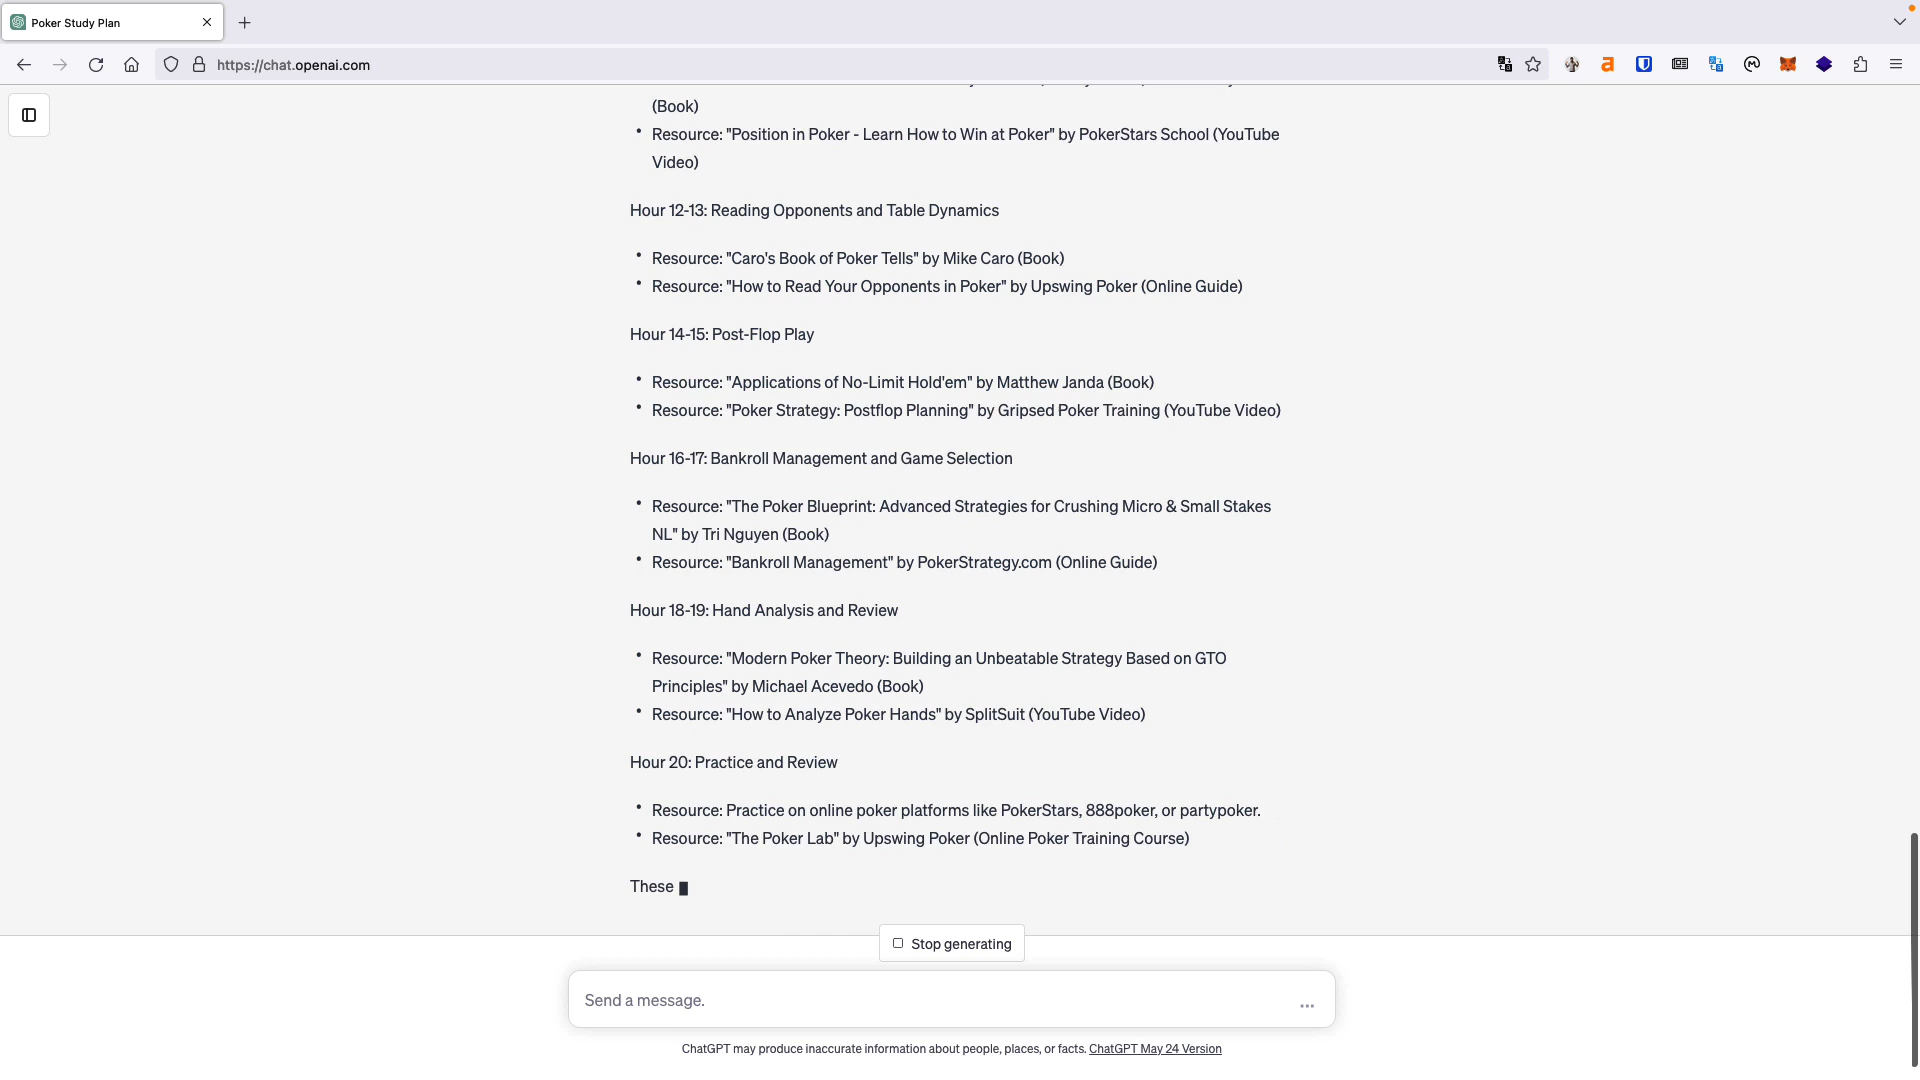 Poker Study Plan
https://chat.openai.com
(Book)
• Resource: "Position in Poker - Learn How to Win at Poker" by PokerStars School (YouTube
Video)
Hour 12-13: Reading Opponents and Table Dynamics
• Resource: "Caro's Book of Poker Tells" by Mike Caro (Book)
• Resource: "How to Read Your Opponents in Poker" by Upswing Poker (Online Guide)
Hour 14-15: Post-Flop Play
• Resource: "Applications of No-Limit Hold'em" by Matthew Janda (Book)
• Resource: "Poker Strategy: Postflop Planning" by Gripsed Poker Training (YouTube Video)
Hour 16-17: Bankroll Management and Game Selection
• Resource: "The Poker Blueprint: Advanced Strategies for Crushing Micro & Small Stakes
NL" by Tri Nguyen (Book)
• Resource: "Bankroll Management" by PokerStrategy.com (Online Guide)
Hour 18-19: Hand Analysis and Review
• Resource: "Modern Poker Theory: Building an Unbeatable Strategy Based on GTO
Principles" by Michael Acevedo (Book)
• Resource: "How to Analyze Poker Hands" by SplitSuit (YouTube Video)
Hour 20: Practice and Review
• Resource: Practice on online poker platforms like PokerStars, 888poker, or partypoker.
• Resource: "The Poker Lab" by Upswing Poker (Online Poker Training Course)
These
Stop generating
Send a message.
ChatGPT may produce inaccurate information about people, places, or facts. ChatGPT May 24 Version